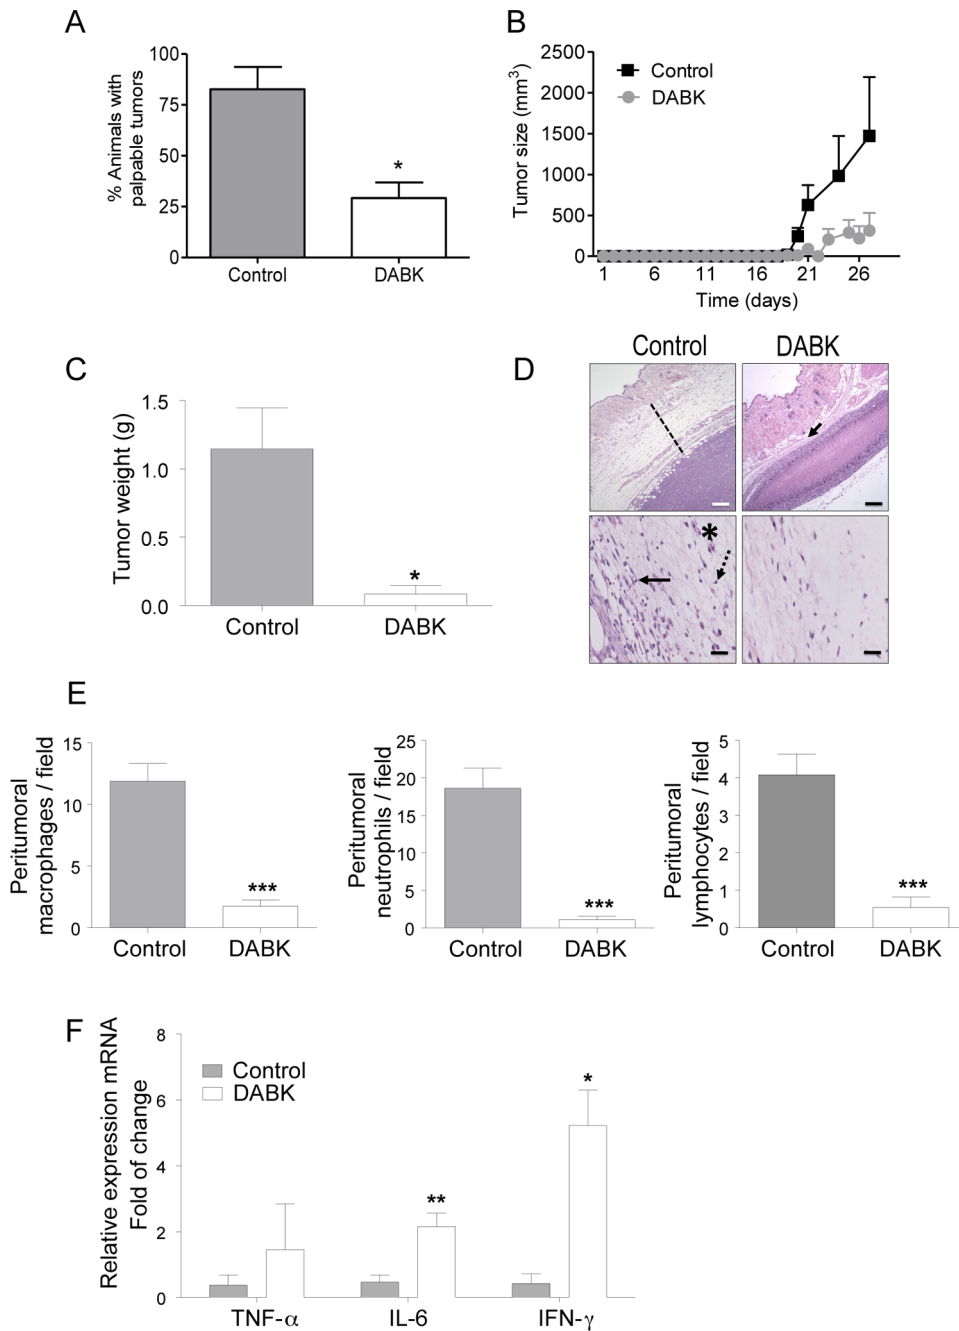 A
% Animals with
palpable tumors
100
75
50
25
0
*
Control
DABK
B
Tumor size (mm3)
2500
2000
1500
1000
500
0
Control
DABK
1 6 11 16 21 26
Time (days)
C
Tumor weight (g)
1.5
1.0
0.5
0.0
*
Control
DABK
D
Control
DABK
*
E
Peritumoral
macrophages / field
15
10
5
0
***
Control
DABK
Peritumoral
neutrophils / field
25
20
15
10
5
0
***
Control
DABK
Peritumoral
lymphocytes / field
5
4
3
2
1
0
***
Control
DABK
F
Relative expression mRNA
Fold of change
8
6
4
2
0
Control
DABK
**
*
TNF-α
IL-6
IFN-γ